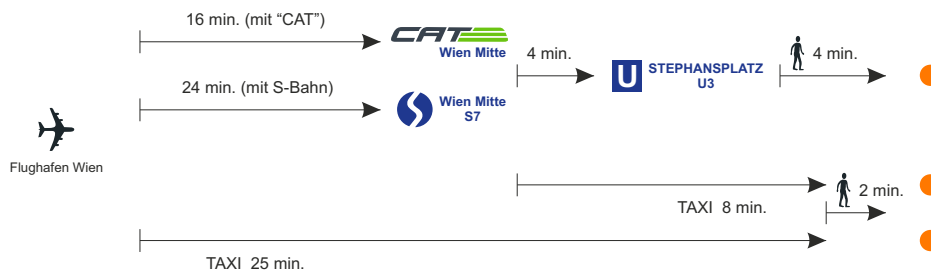 16 min. (mit “CAT”)
CAT
Wien Mitte
24 min. (mit S-Bahn)
Wien Mitte
S7
4 min.
U
STEPHANSPLATZ
U3
4 min.
Flughafen Wien
TAXI 8 min.
2 min.
TAXI 25 min.